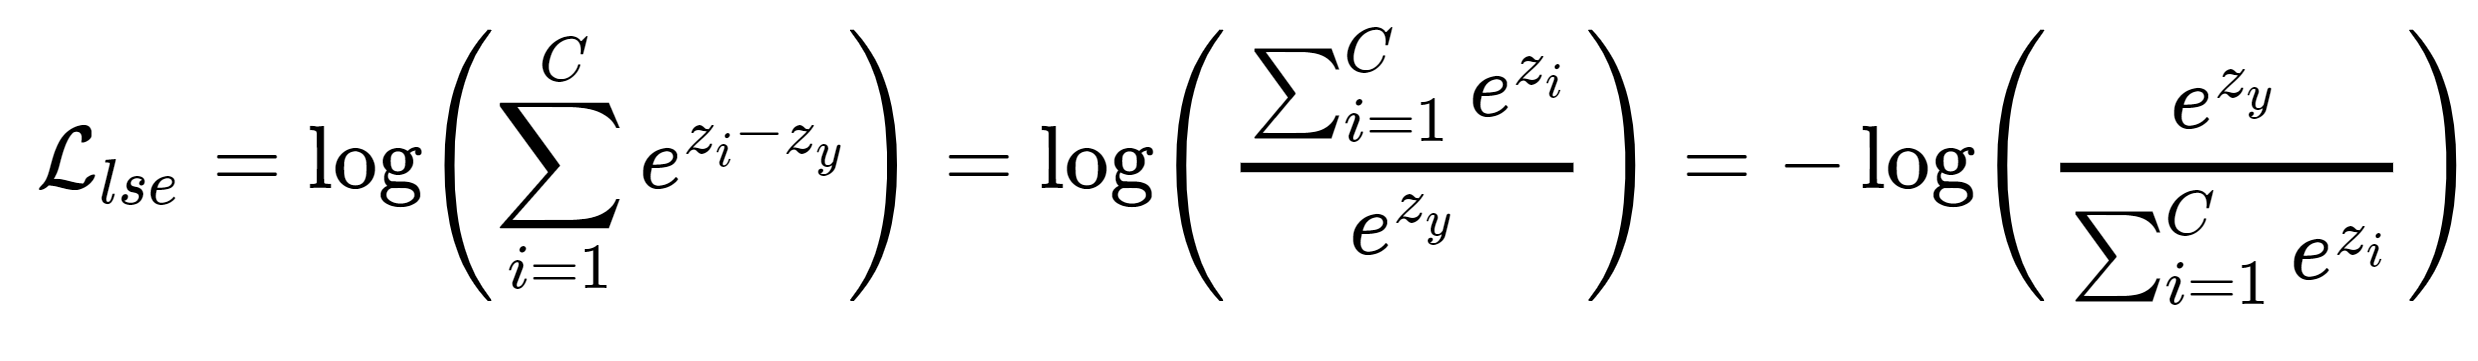 \mathcal{L}_{lse} = \log\left(\sum_{i=1}^{C} e^{z_i - z_y}\right) = \log\left(\frac{\sum_{i=1}^{C} e^{z_i}}{e^{z_y}}\right) = -\log\left(\frac{e^{z_y}}{\sum_{i=1}^{C} e^{z_i}}\right)